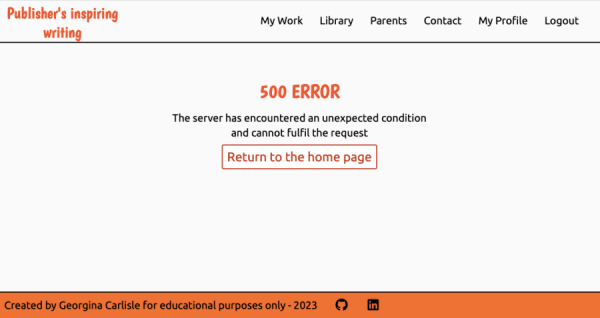 Publisher's inspiring
writing
My Work Library Parents Contact My Profile Logout
500 ERROR
The server has encountered an unexpected condition
and cannot fulfil the request
Return to the home page
Created by Georgina Carlisle for educational purposes only - 2023